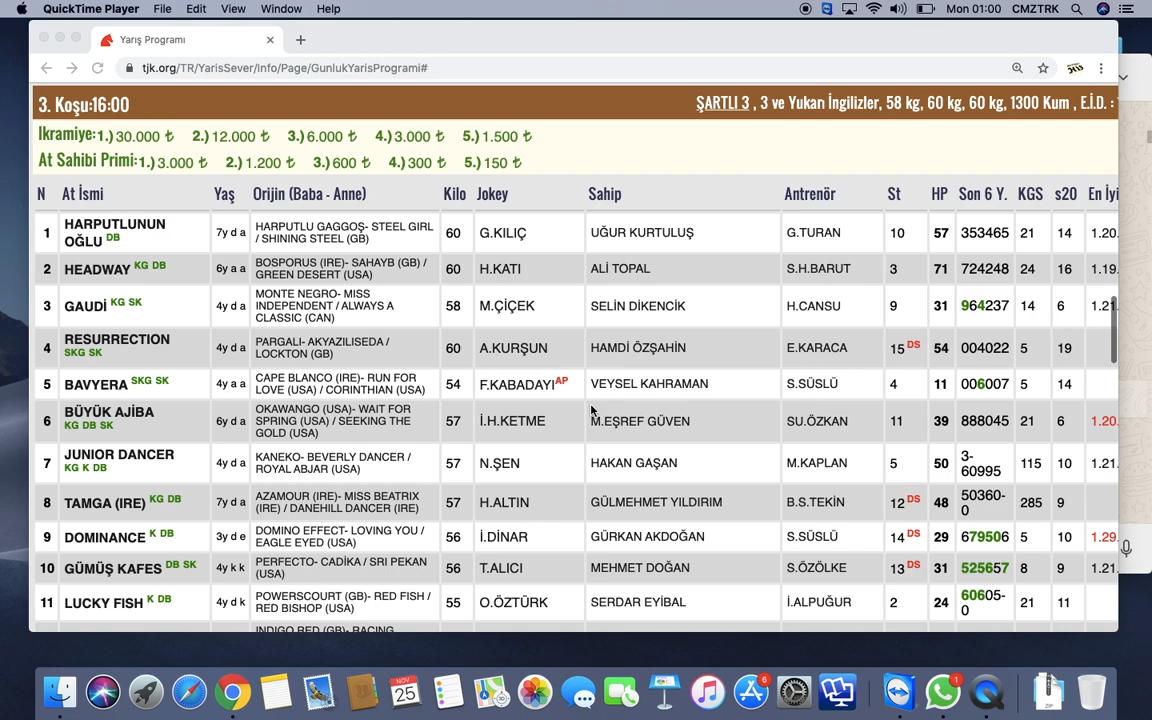 QuickTime Player File Edit View Window Help Mon 01:00 CMZTRK
Yarış Programı
tjk.org/TR/YarisSever/Info/Page/GunlukYarisProgrami#
3. Koşu:16:00 ŞARTLI 3 , 3 ve Yukarı İngilizler, 58 kg, 60 kg, 60 kg, 1300 Kum , E.İ.D. :
Ikramiye:1.) 30.000 ₺ 2.) 12.000 ₺ 3.) 6.000 ₺ 4.) 3.000 ₺ 5.) 1.500 ₺
At Sahibi Primi:1.) 3.000 ₺ 2.) 1.200 ₺ 3.) 600 ₺ 4.) 300 ₺ 5.) 150 ₺
N At İsmi Yaş Orijin (Baba - Anne) Kilo Jokey Sahip Antrenör St HP Son 6 Y. KGS s20 En İyi
1 HARPUTLUNUN OĞLU DB 7y d a HARPUTLU GAGGOŞ- STEEL GIRL / SHINING STEEL (GB) 60 G.KILIÇ UĞUR KURTULUŞ G.TURAN 10 57 353465 21 14 1.20.
2 HEADWAY KG DB 6y a a BOSPORUS (IRE)- SAHAYB (GB) / GREEN DESERT (USA) 60 H.KATI ALİ TOPAL S.H.BARUT 3 71 724248 24 16 1.19.
3 GAUDİ KG SK 4y d a MONTE NEGRO- MISS INDEPENDENT / ALWAYS A CLASSIC (CAN) 58 M.ÇİÇEK SELİN DİKENCİK H.CANSU 9 31 964237 14 6 1.21
4 RESURRECTION SKG SK 4y d a PARGALI- AKYAZILISEDA / LOCKTON (GB) 60 A.KURŞUN HAMDİ ÖZŞAHİN E.KARACA 15 DS 54 004022 5 19
5 BAVYERA SKG SK 4y a a CAPE BLANCO (IRE)- RUN FOR LOVE (USA) / CORINTHIAN (USA) 54 F.KABADAYI AP VEYSEL KAHRAMAN S.SÜSLÜ 4 11 006007 5 14
6 BÜYÜK AJİBA KG DB SK 6y d a OKAWANGO (USA)- WAIT FOR SPRING (USA) / SEEKING THE GOLD (USA) 57 İ.H.KETME M.EŞREF GÜVEN SU.ÖZKAN 11 39 888045 21 6 1.20.
7 JUNIOR DANCER KG K DB 4y d a KANEKO- BEVERLY DANCER / ROYAL ABJAR (USA) 57 N.ŞEN HAKAN GAŞAN M.KAPLAN 5 50 3-60995 115 10 1.21.
8 TAMGA (IRE) KG DB 7y d a AZAMOUR (IRE)- MISS BEATRIX (IRE) / DANEHILL DANCER (IRE) 57 H.ALTIN GÜLMEHMET YILDIRIM B.S.TEKİN 12 DS 48 50360-0 285 9
9 DOMINANCE K DB 3y d e DOMINO EFFECT- LOVING YOU / EAGLE EYED (USA) 56 İ.DİNAR GÜRKAN AKDOĞAN S.SÜSLÜ 14 DS 29 679506 5 10 1.29.
10 GÜMÜŞ KAFES DB SK 4y k k PERFECTO- CADİKA / SRI PEKAN (USA) 56 T.ALICI MEHMET DOĞAN S.ÖZÖLKE 13 DS 31 525657 8 9 1.21.
11 LUCKY FISH K DB 4y d k POWERSCOURT (GB)- RED FISH / RED BISHOP (USA) 55 O.ÖZTÜRK SERDAR EYİBAL İ.ALPUĞUR 2 24 60605-0 21 11
INDIGO RED (GB)- RACING
NOV 25
6
1
ZIP